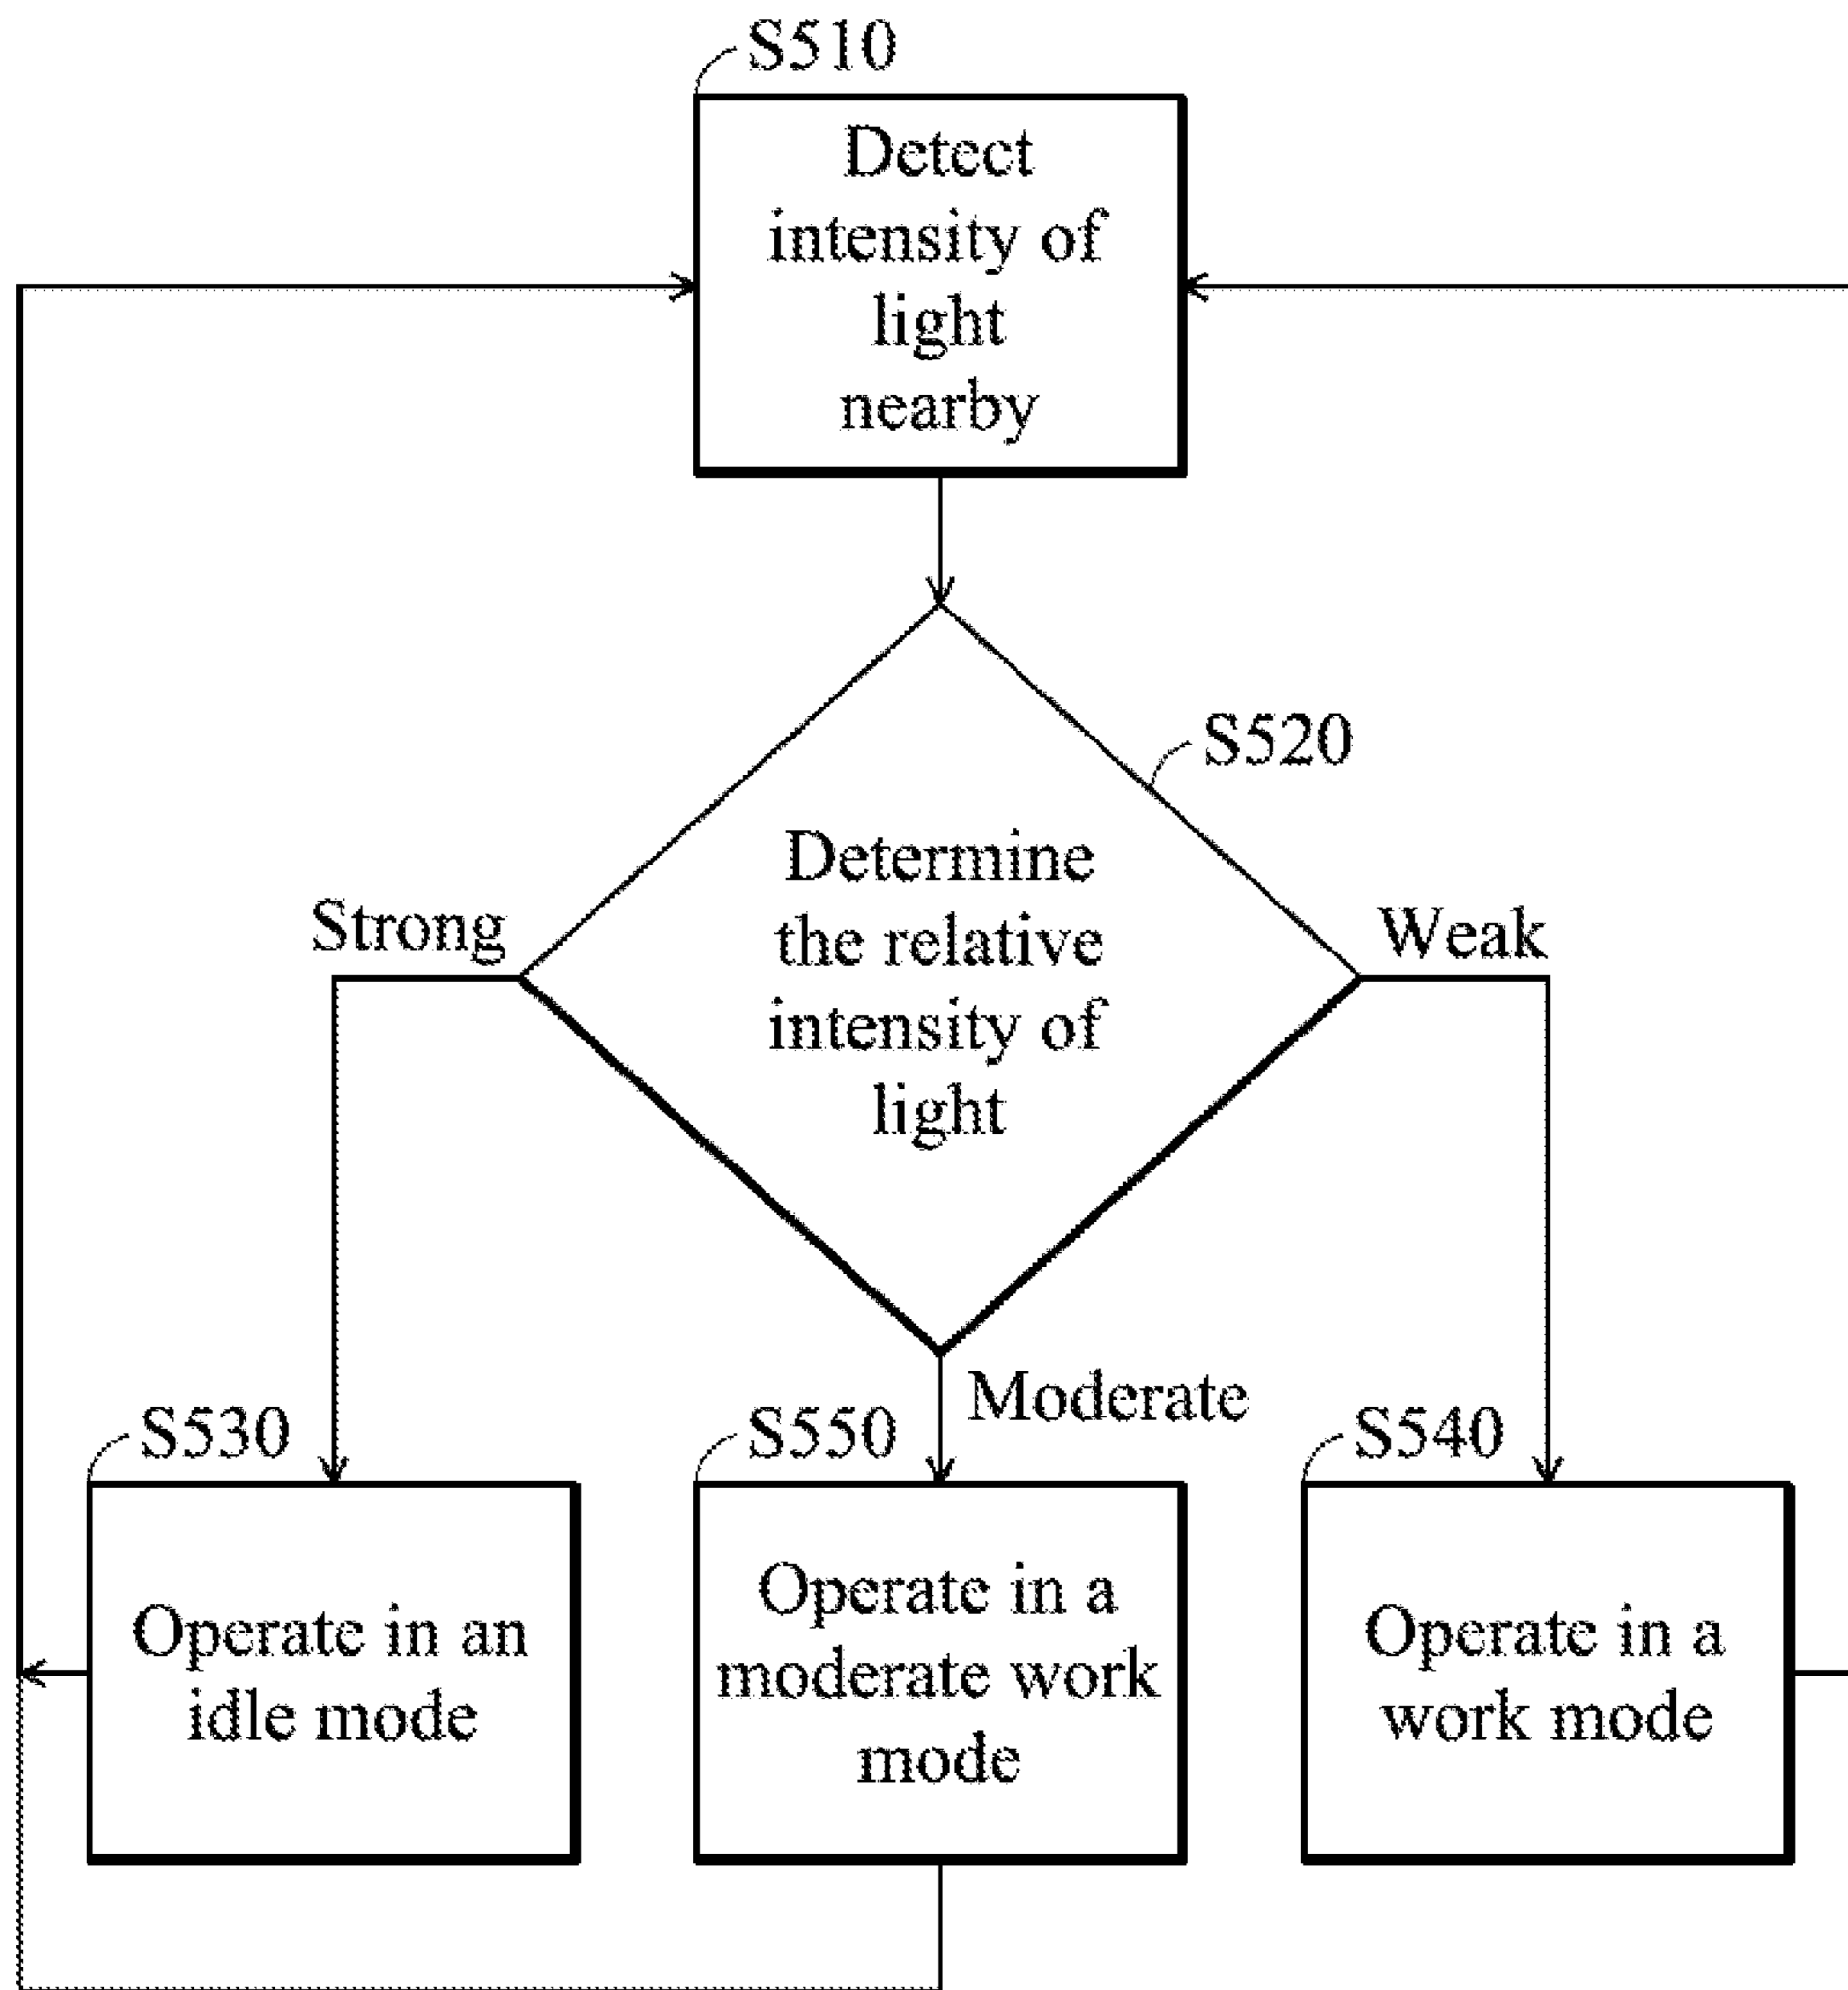 S510
Detect
intensity of
light
nearby
S520
Determine
the relative
intensity of
light
Strong
Weak
Moderate
S530
S550
S540
Operate in an
idle mode
Operate in a
moderate work
mode
Operate in a
work mode